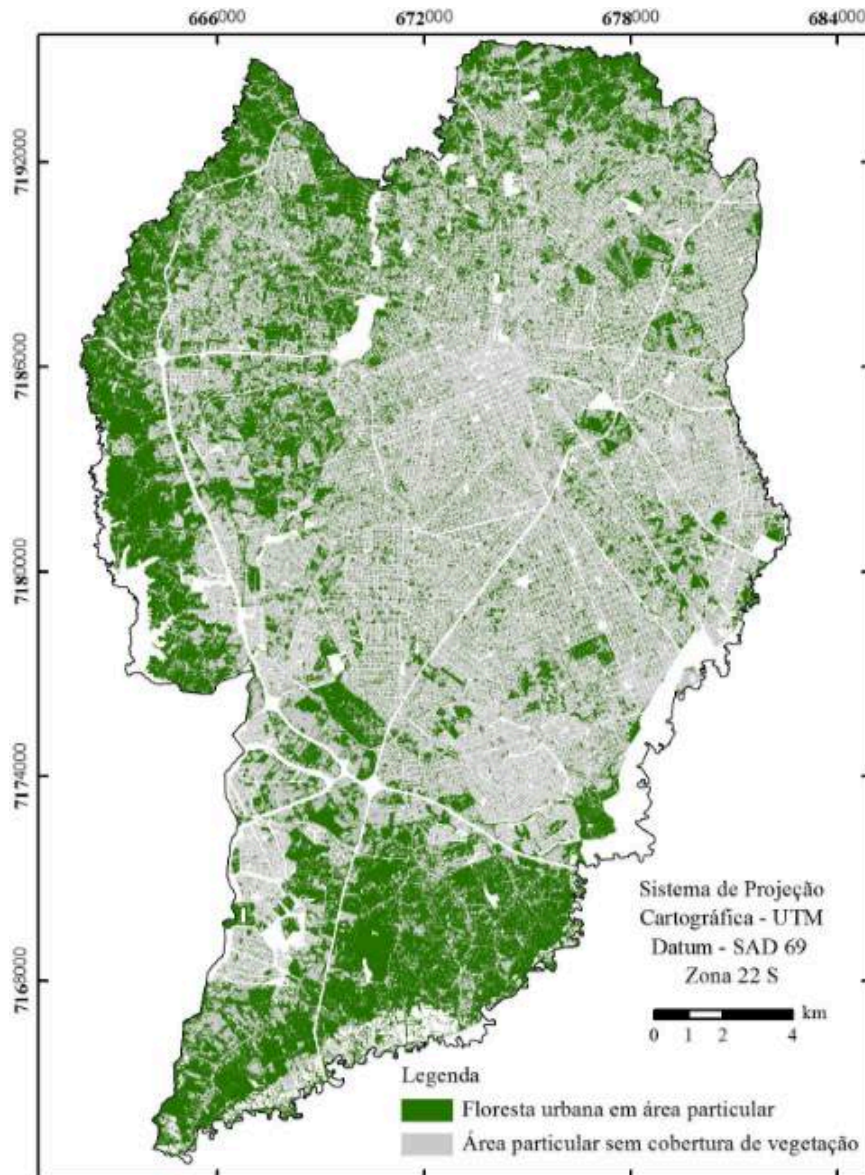 666000 672000 678000 684000
7192000
7186000
7180000
7174000
7168000
Sistema de Projeção
Cartográfica - UTM
Datum - SAD 69
Zona 22 S
km
0 1 2 4
Legenda
Floresta urbana em área particular
Área particular sem cobertura de vegetação